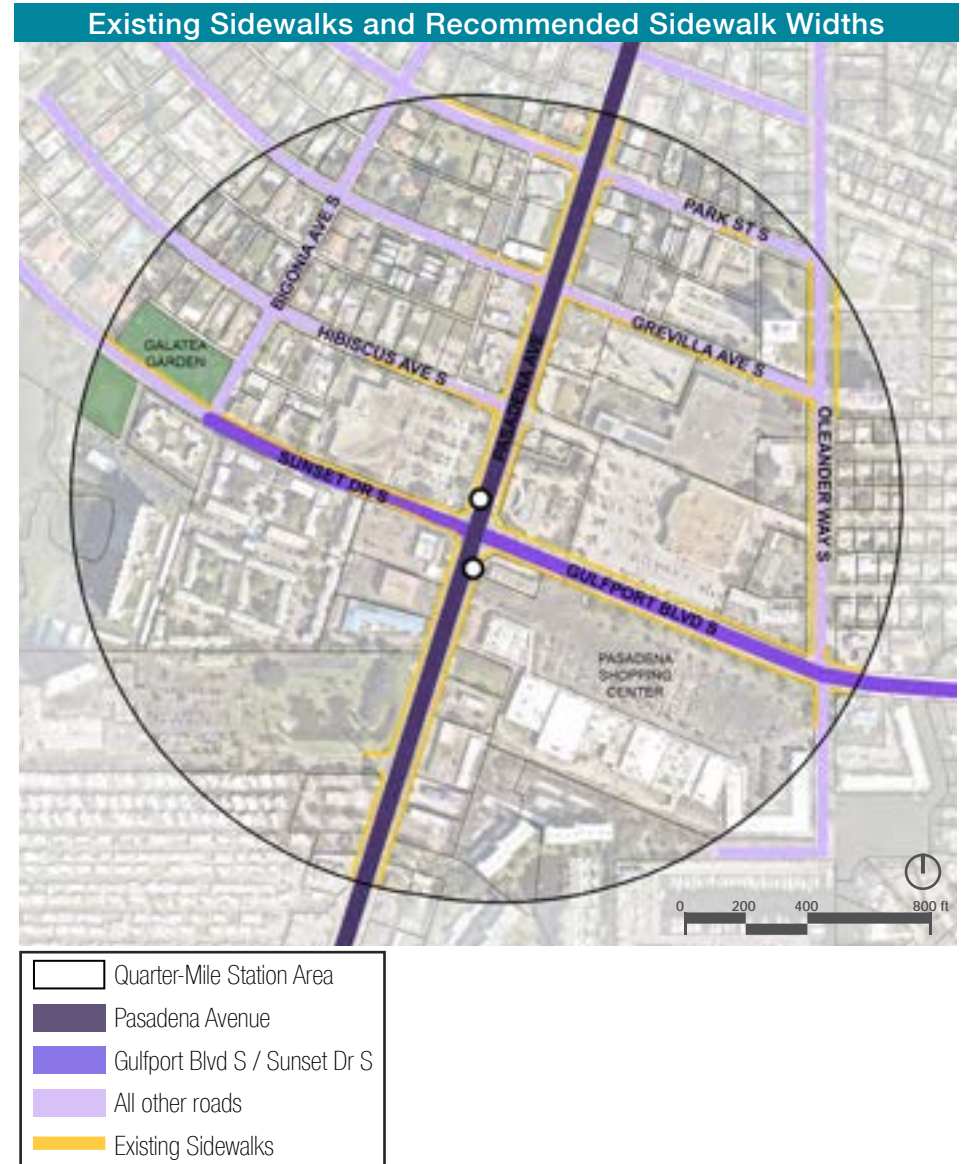 Existing Sidewalks and Recommended Sidewalk Widths
PARK ST S
BIGONIA AVE S
GREVILLA AVE S
HIBISCUS AVE S
GALATEA
GARDEN
PASADENA AVE
OLEANDER WAY S
SUNSET DR S
GULFPORT BLVD S
PASADENA
SHOPPING
CENTER
0 200 400 800 ft
Quarter-Mile Station Area
Pasadena Avenue
Gulfport Blvd S / Sunset Dr S
All other roads
Existing Sidewalks